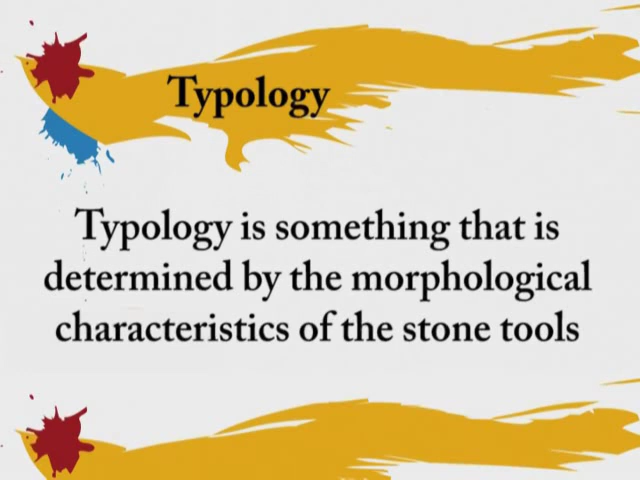 Typology
Typology is something that is
determined by the morphological
characteristics of the stone tools